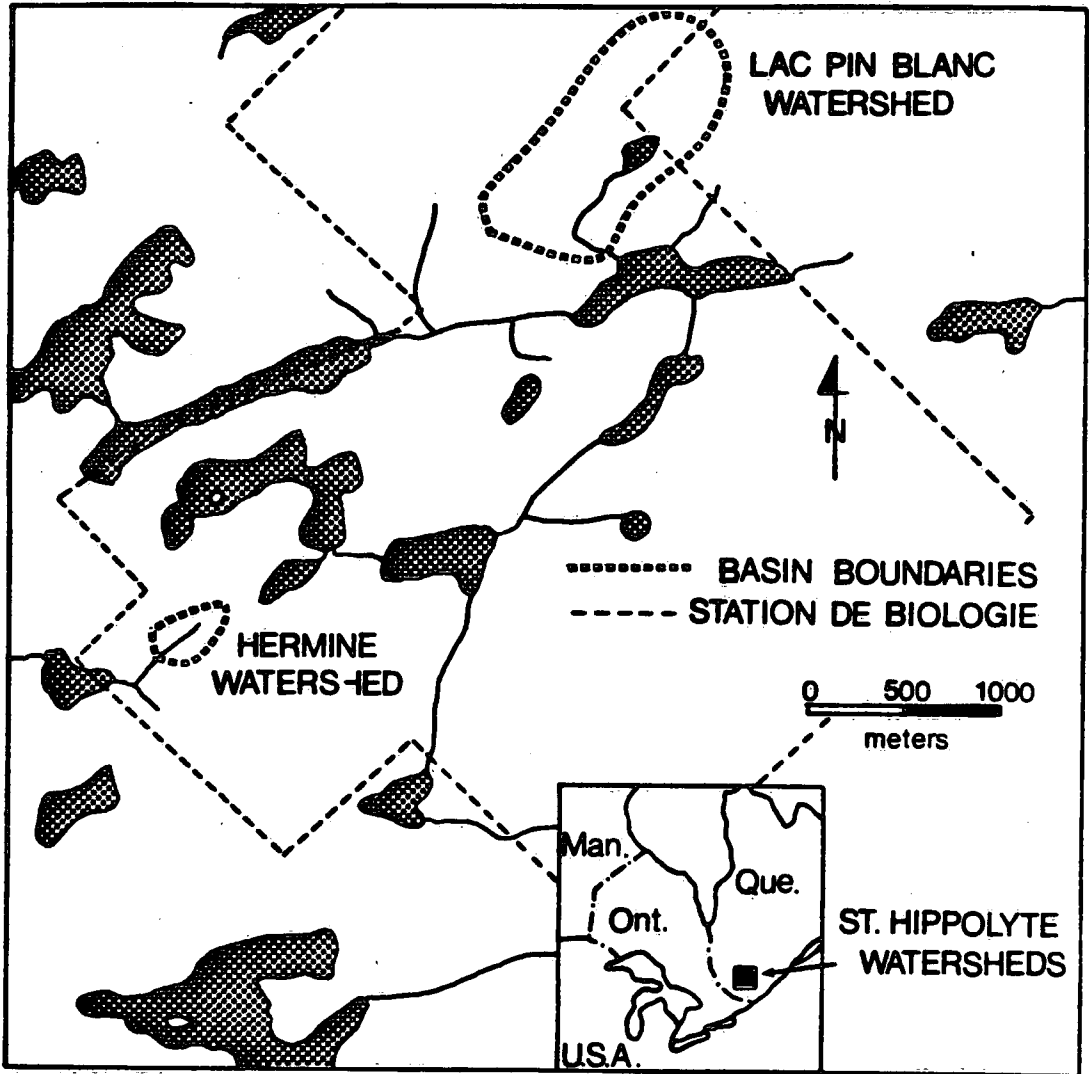 LAC PIN BLANC
WATERSHED
N
BASIN BOUNDARIES
STATION DE BIOLOGIE
HERMINE
WATERSHED
0 500 1000
meters
Man.
Que.
Ont.
U.S.A.
ST. HIPPOLYTE
WATERSHEDS